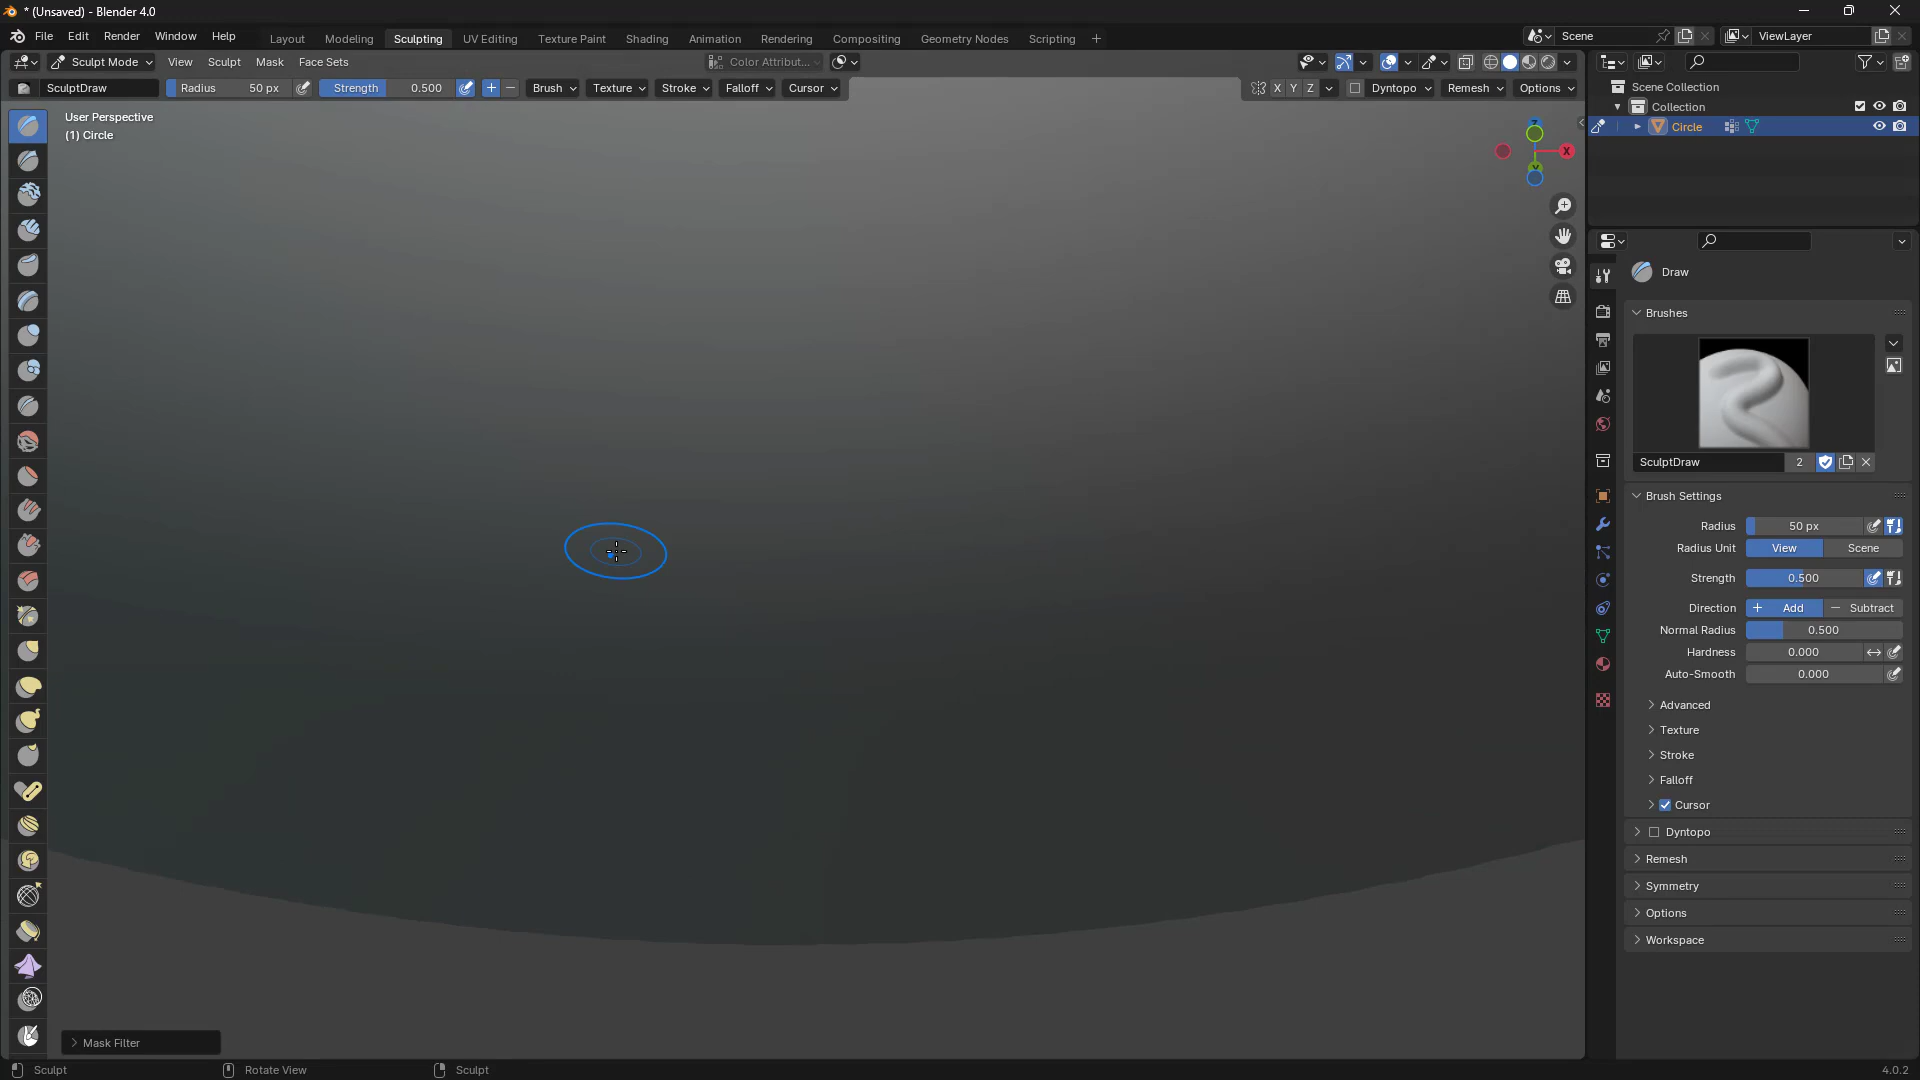 * (Unsaved) - Blender 4.0
File Edit Render Window Help Layout Modeling Sculpting UV Editing Texture Paint Shading Animation Rendering Compositing Geometry Nodes Scripting + Scene ViewLayer
Sculpt Mode View Sculpt Mask Face Sets Color Attribut...
SculptDraw Radius 50 px Strength 0.500 + − Brush Texture Stroke Falloff Cursor X Y Z Dyntopo Remesh Options
Scene Collection
Collection
Circle
User Perspective
(1) Circle
X
Draw
Brushes
SculptDraw 2
Brush Settings
Radius 50 px
Radius Unit View Scene
Strength 0.500
Direction + Add − Subtract
Normal Radius 0.500
Hardness 0.000
Auto-Smooth 0.000
Advanced
Texture
Stroke
Falloff
Cursor
Dyntopo
Remesh
Symmetry
Options
Workspace
Mask Filter
Sculpt Rotate View Sculpt 4.0.2